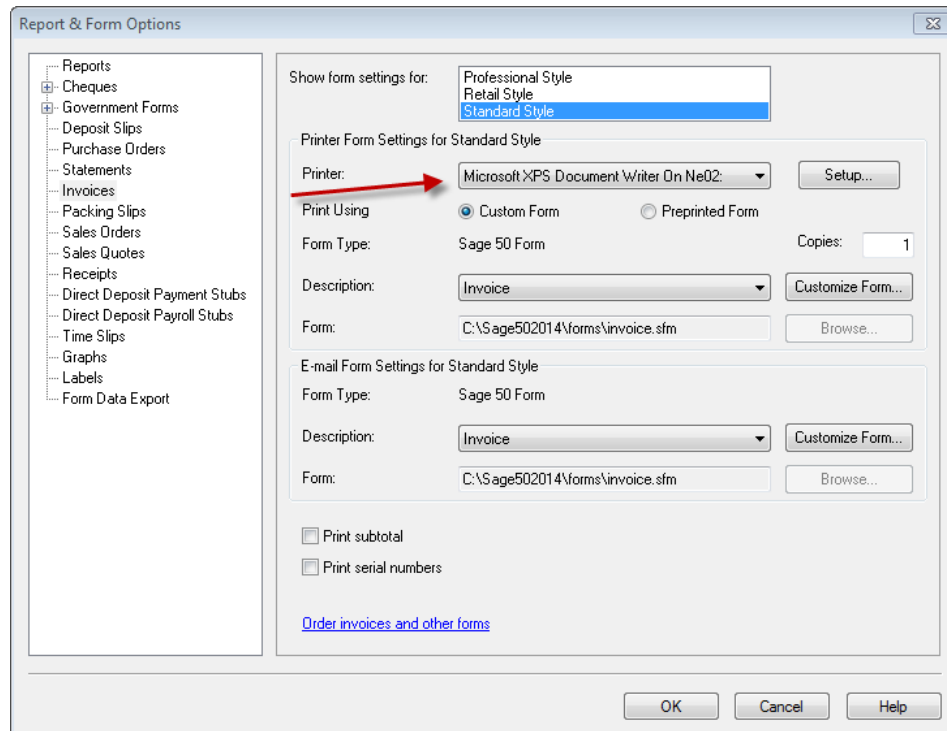 Report & Form Options
Reports
Cheques
Government Forms
Deposit Slips
Purchase Orders
Statements
Invoices
Packing Slips
Sales Orders
Sales Quotes
Receipts
Direct Deposit Payment Stubs
Direct Deposit Payroll Stubs
Time Slips
Graphs
Labels
Form Data Export
Show form settings for:
Professional Style
Retail Style
Standard Style
Printer Form Settings for Standard Style
Printer: Microsoft XPS Document Writer On Ne02: Setup...
Print Using Custom Form Preprinted Form
Form Type: Sage 50 Form Copies: 1
Description: Invoice Customize Form...
Form: C:\Sage502014\forms\invoice.sfm Browse...
E-mail Form Settings for Standard Style
Form Type: Sage 50 Form
Description: Invoice Customize Form...
Form: C:\Sage502014\forms\invoice.sfm Browse...
Print subtotal
Print serial numbers
Order invoices and other forms
OK Cancel Help